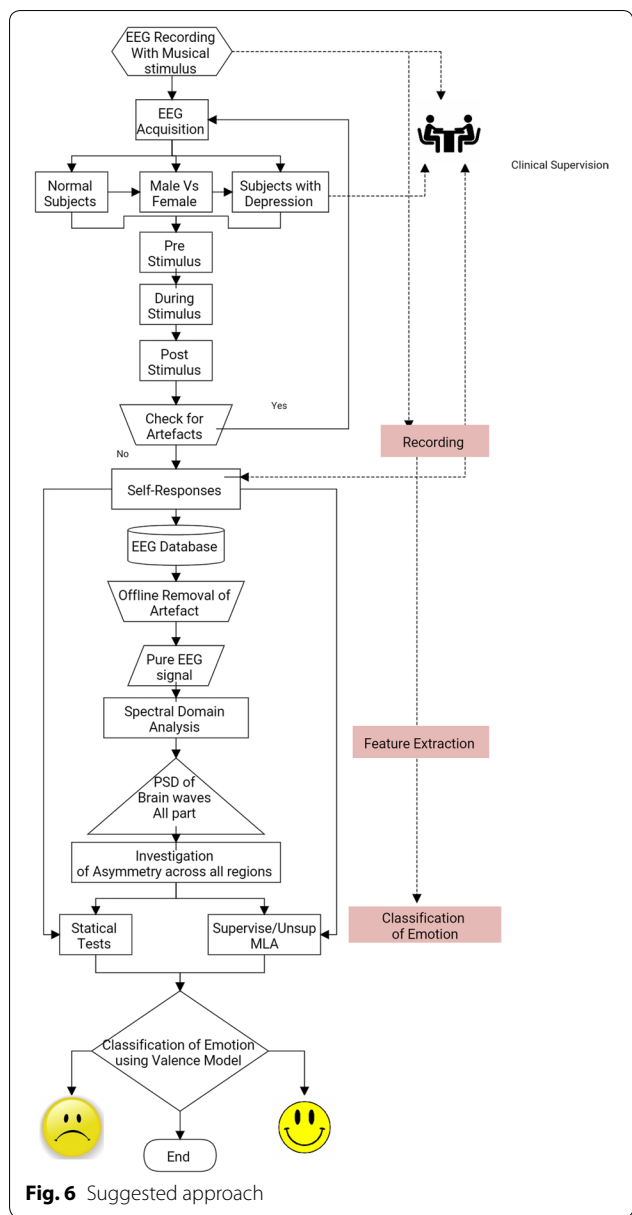 EEG Recording
With Musical
stimulus
EEG
Acquisition
Clinical Supervision
Normal
Subjects
Male Vs
Female
Subjects with
Depression
Pre
Stimulus
During
Stimulus
Post
Stimulus
Yes
Check for
Artefacts
Recording
No
Self-Responses
EEG Database
Offline Removal of
Artefact
Pure EEG
signal
Spectral Domain
Analysis
Feature Extraction
PSD of
Brain waves
All part
Investigation
of Asymmetry across all regions
Statical
Tests
Supervise/Unsup
MLA
Classification
of Emotion
Classification of Emotion
using Valence Model
End
Fig. 6 Suggested approach